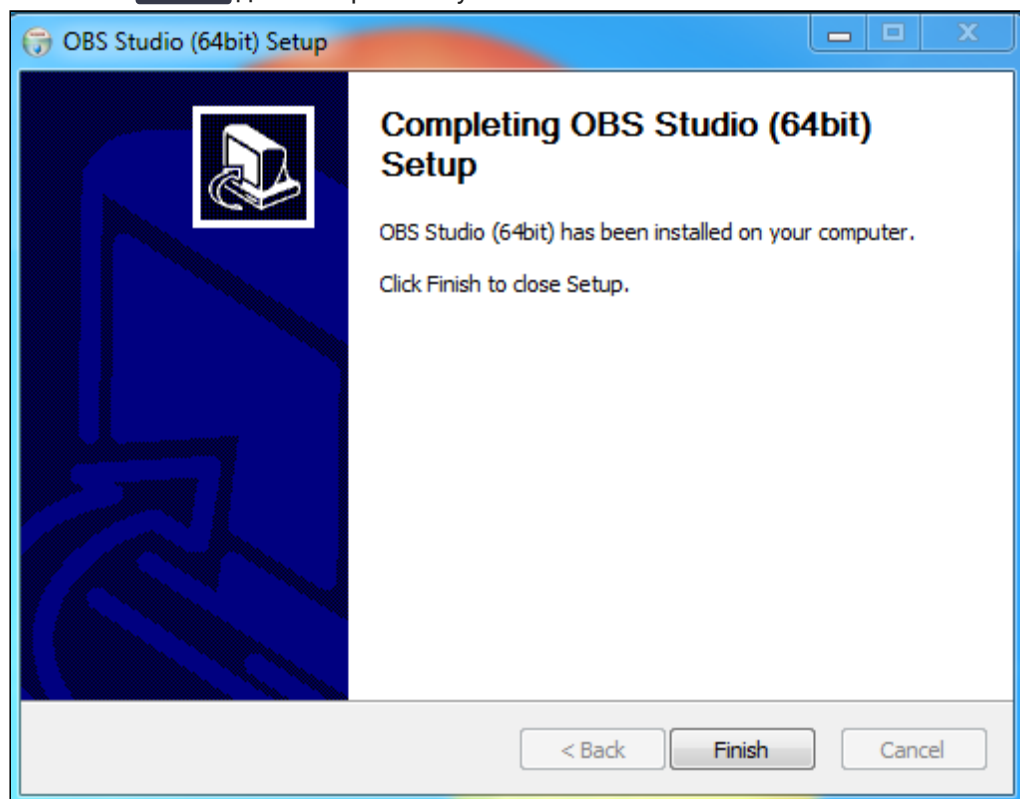 OBS Studio (64bit) Setup
Completing OBS Studio (64bit)
Setup
OBS Studio (64bit) has been installed on your computer.
Click Finish to close Setup.
< Back
Finish
Cancel